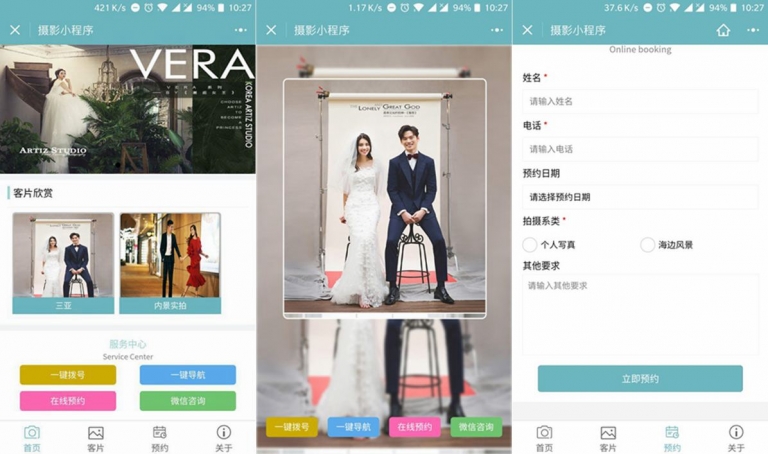 421 K/s 94% 10:27
摄影小程序
VERA
CHOOSE
ARTIZ
TO
BECOME
A
PRINCESS
KOREA ARTIZ STUDIO
ARTIZ STUDIO
客片欣赏
三亚
内景实拍
服务中心
Service Center
一键拨号
一键导航
在线预约
微信咨询
首页
客片
预约
关于
1.17 K/s 94% 10:27
摄影小程序
LONELY GREAT GOD
一键拨号
一键导航
在线预约
微信咨询
37.6 K/s 94% 10:27
摄影小程序
Online booking
姓名 *
请输入姓名
电话 *
请输入电话
预约日期
请选择预约日期
拍摄系类 *
个人写真
海边风景
其他要求
请输入其他要求
立即预约
首页
客片
预约
关于